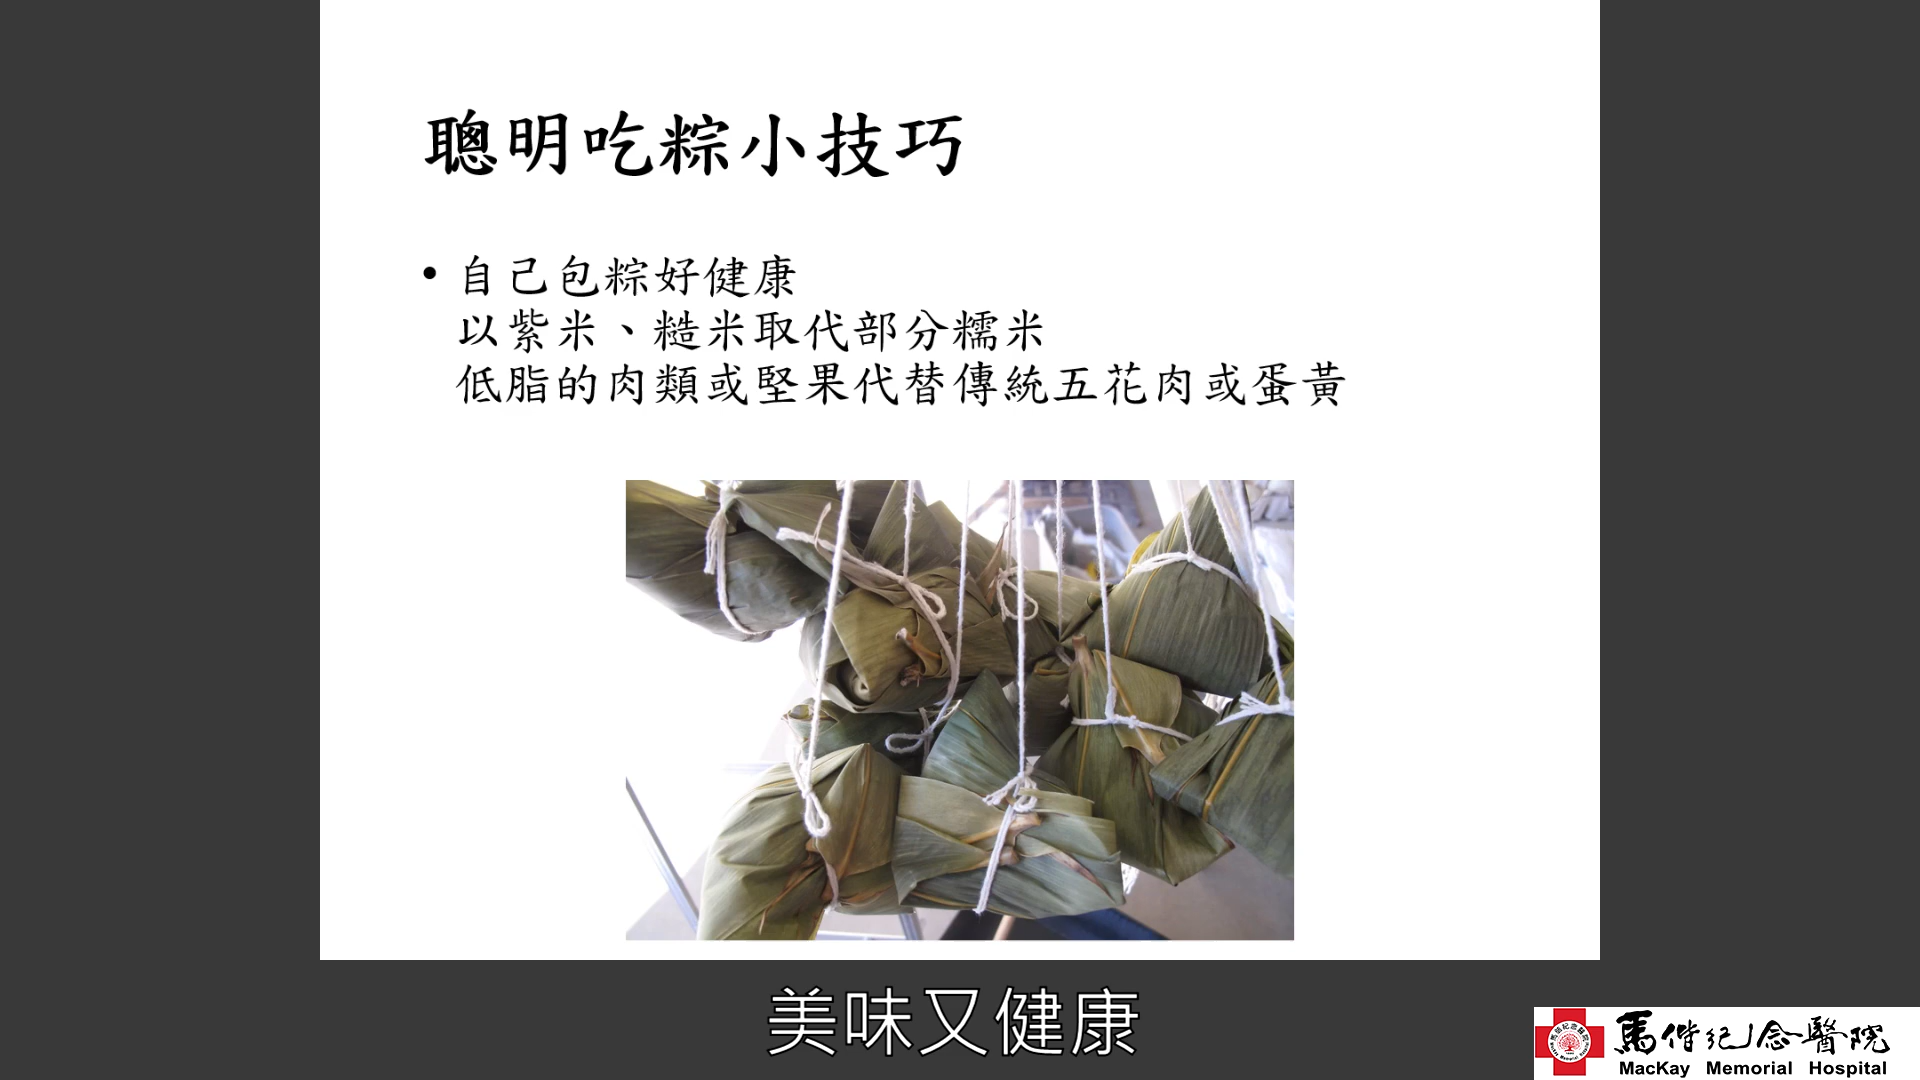 聰明吃粽小技巧
• 自己包粽好健康
以紫米、糙米取代部分糯米
低脂的肉類或堅果代替傳統五花肉或蛋黃
美味又健康
馬偕紀念醫院
MacKay Memorial Hospital